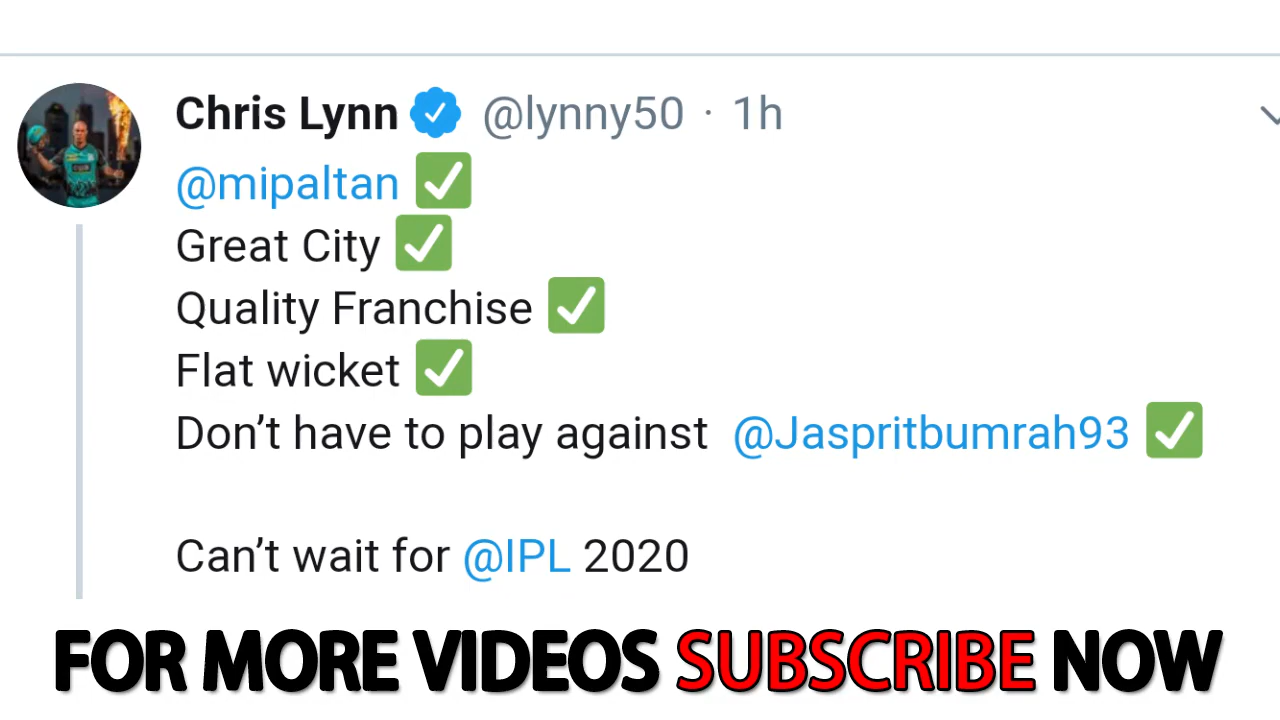 Chris Lynn @lynny50 · 1h
@mipaltan ✅
Great City ✅
Quality Franchise ✅
Flat wicket ✅
Don’t have to play against @Jaspritbumrah93 ✅
Can’t wait for @IPL 2020
FOR MORE VIDEOS SUBSCRIBE NOW